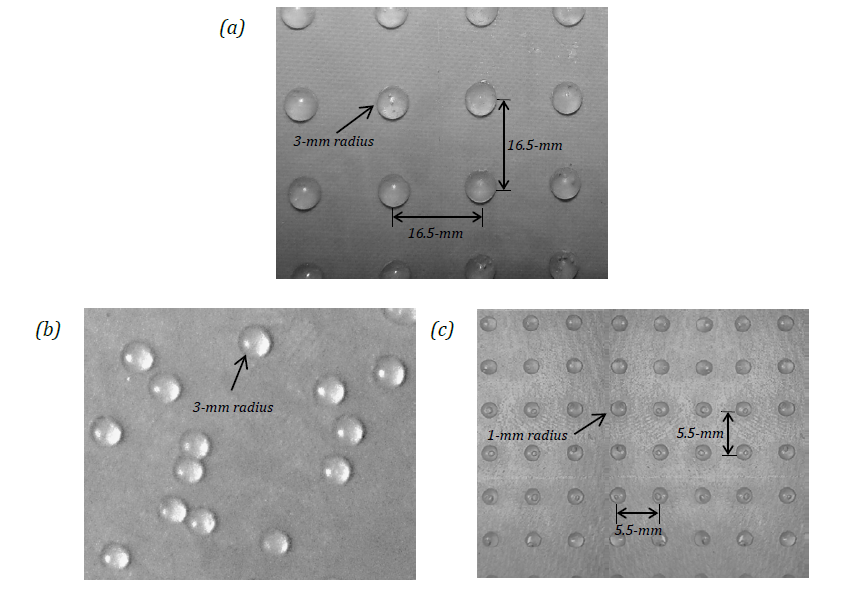 (a)
3-mm radius
16.5-mm
16.5-mm
(b)
3-mm radius
(c)
1-mm radius
5.5-mm
5.5-mm